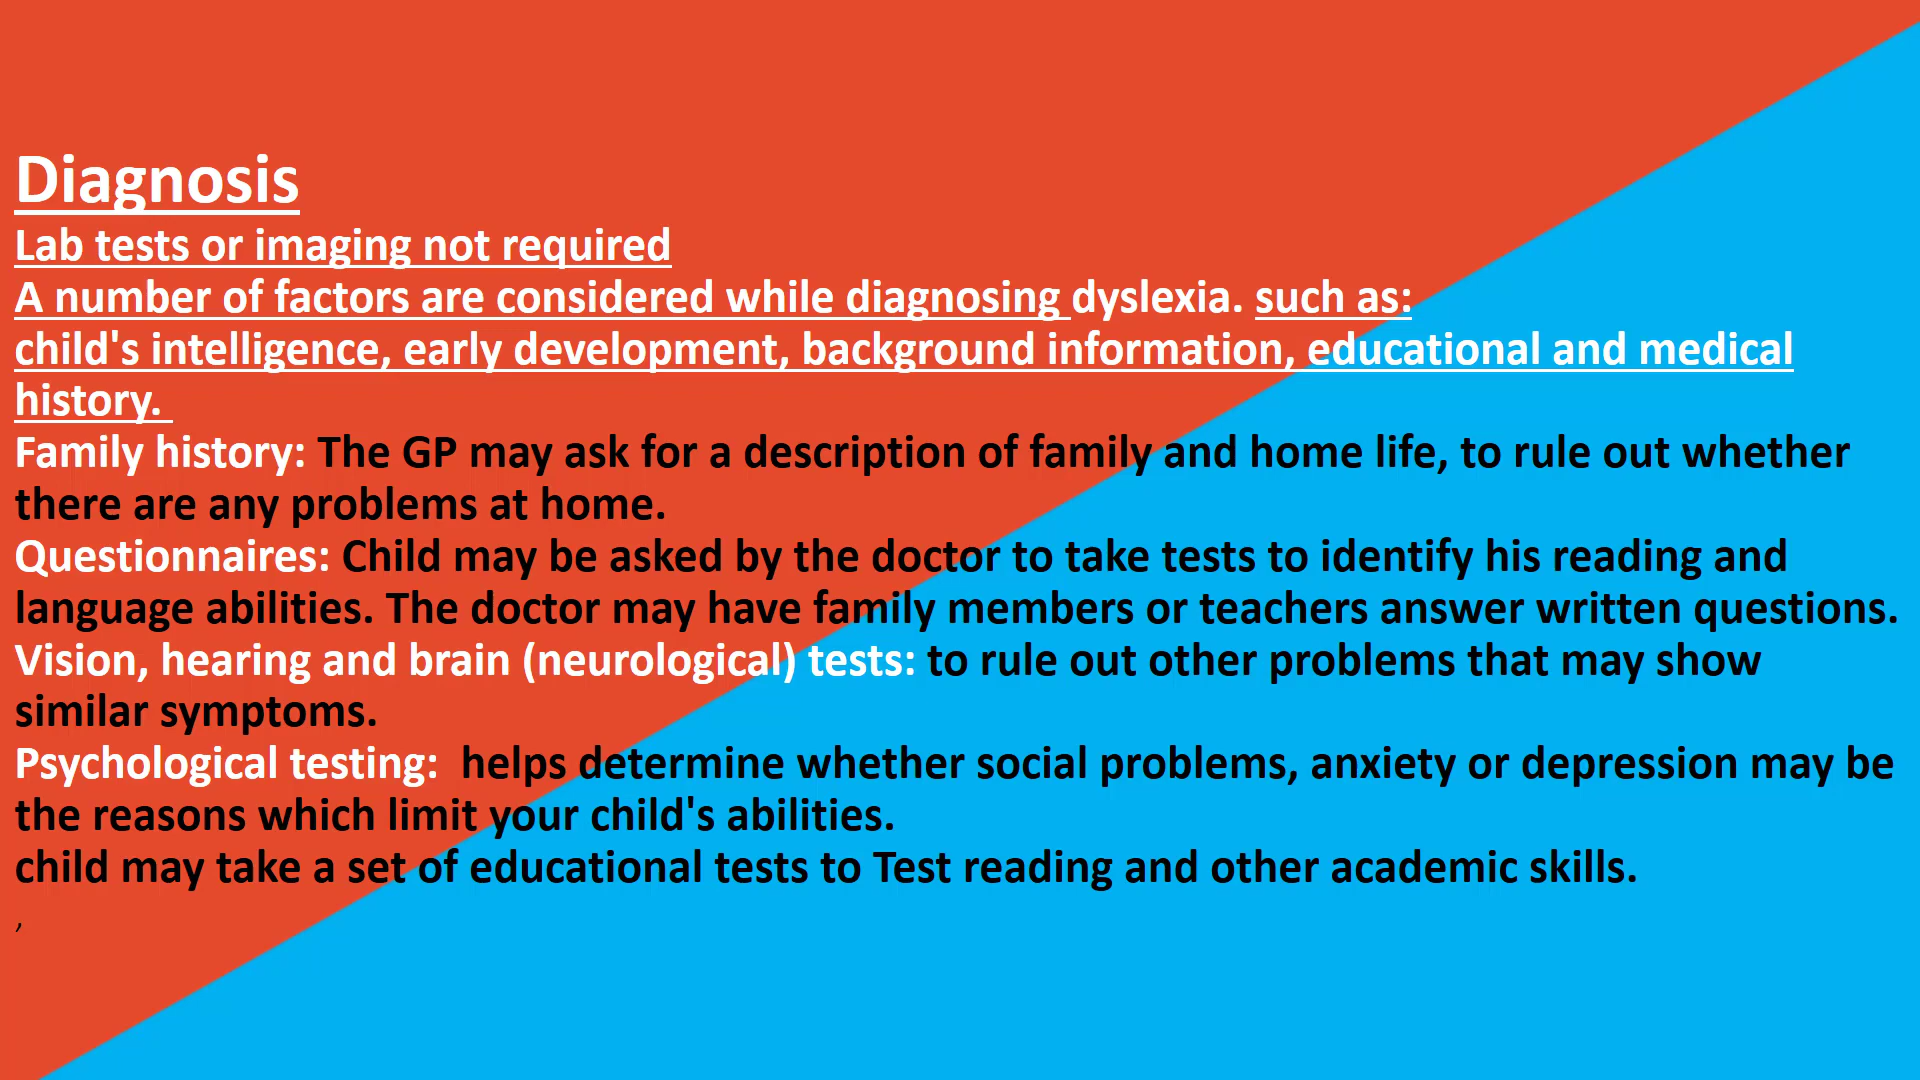 Diagnosis
Lab tests or imaging not required
A number of factors are considered while diagnosing dyslexia. such as:
child's intelligence, early development, background information, educational and medical
history.
Family history: The GP may ask for a description of family and home life, to rule out whether
there are any problems at home.
Questionnaires: Child may be asked by the doctor to take tests to identify his reading and
language abilities. The doctor may have family members or teachers answer written questions.
Vision, hearing and brain (neurological) tests: to rule out other problems that may show
similar symptoms.
Psychological testing:  helps determine whether social problems, anxiety or depression may be
the reasons which limit your child's abilities.
child may take a set of educational tests to Test reading and other academic skills.
,